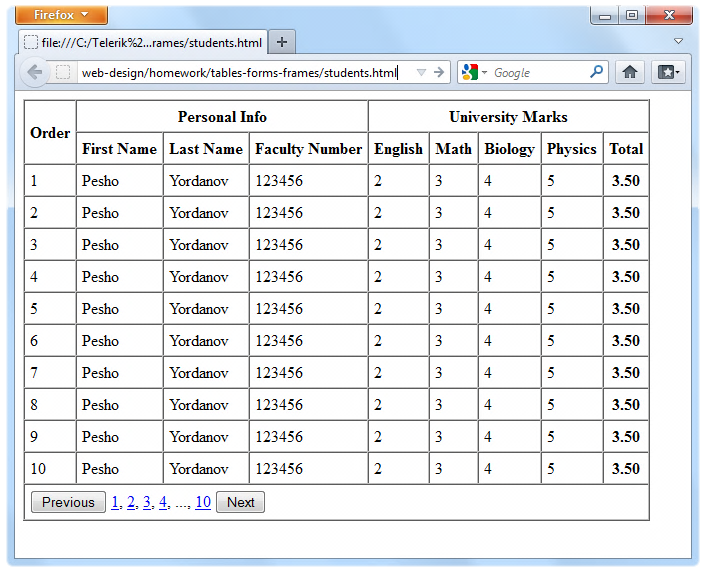 Firefox
file:///C:/Telerik%2...rames/students.html
web-design/homework/tables-forms-frames/students.html Google
Order Personal Info University Marks
First Name Last Name Faculty Number English Math Biology Physics Total
1 Pesho Yordanov 123456 2 3 4 5 3.50
2 Pesho Yordanov 123456 2 3 4 5 3.50
3 Pesho Yordanov 123456 2 3 4 5 3.50
4 Pesho Yordanov 123456 2 3 4 5 3.50
5 Pesho Yordanov 123456 2 3 4 5 3.50
6 Pesho Yordanov 123456 2 3 4 5 3.50
7 Pesho Yordanov 123456 2 3 4 5 3.50
8 Pesho Yordanov 123456 2 3 4 5 3.50
9 Pesho Yordanov 123456 2 3 4 5 3.50
10 Pesho Yordanov 123456 2 3 4 5 3.50
Previous 1, 2, 3, 4, ..., 10 Next